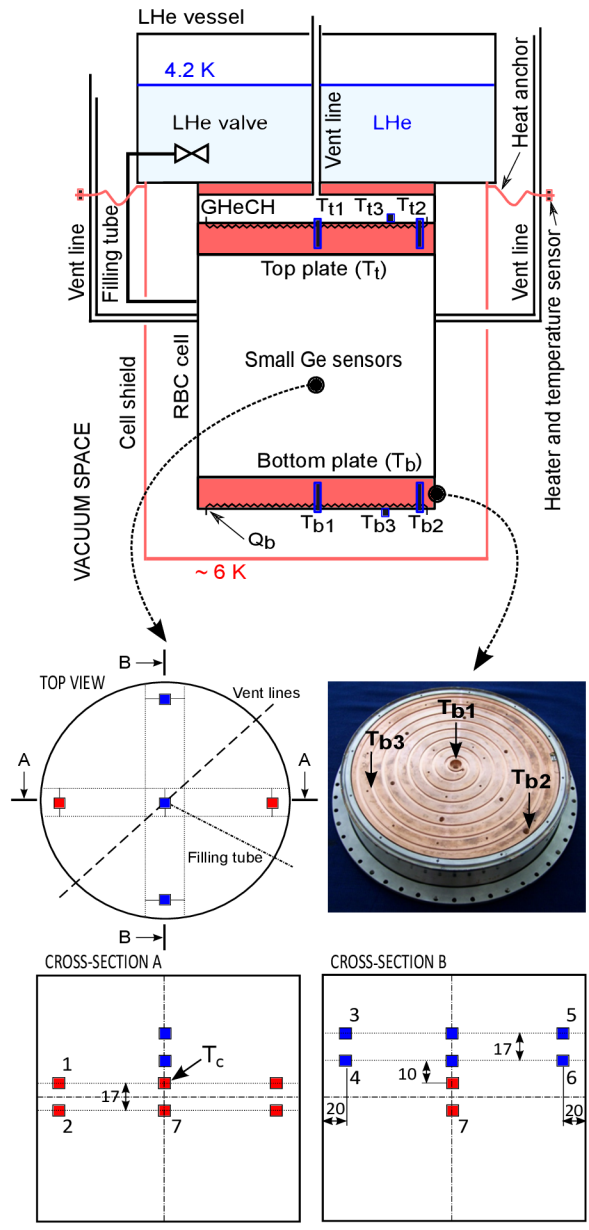 LHe vessel
4.2 K
LHe valve
LHe
Vent line
Heat anchor
GHeCH
Tt1
Tt3
Tt2
Vent line
Filling tube
Vent line
Heater and temperature sensor
Top plate (Tt)
Cell shield
RBC cell
Small Ge sensors
VACUUM SPACE
Bottom plate (Tb)
Tb1
Tb3
Tb2
Qb
~ 6 K
B
TOP VIEW
Vent lines
A
A
Filling tube
B
Tb1
Tb3
Tb2
CROSS-SECTION A
CROSS-SECTION B
1
Tc
17
2
7
3
5
17
4
10
6
20
20
7